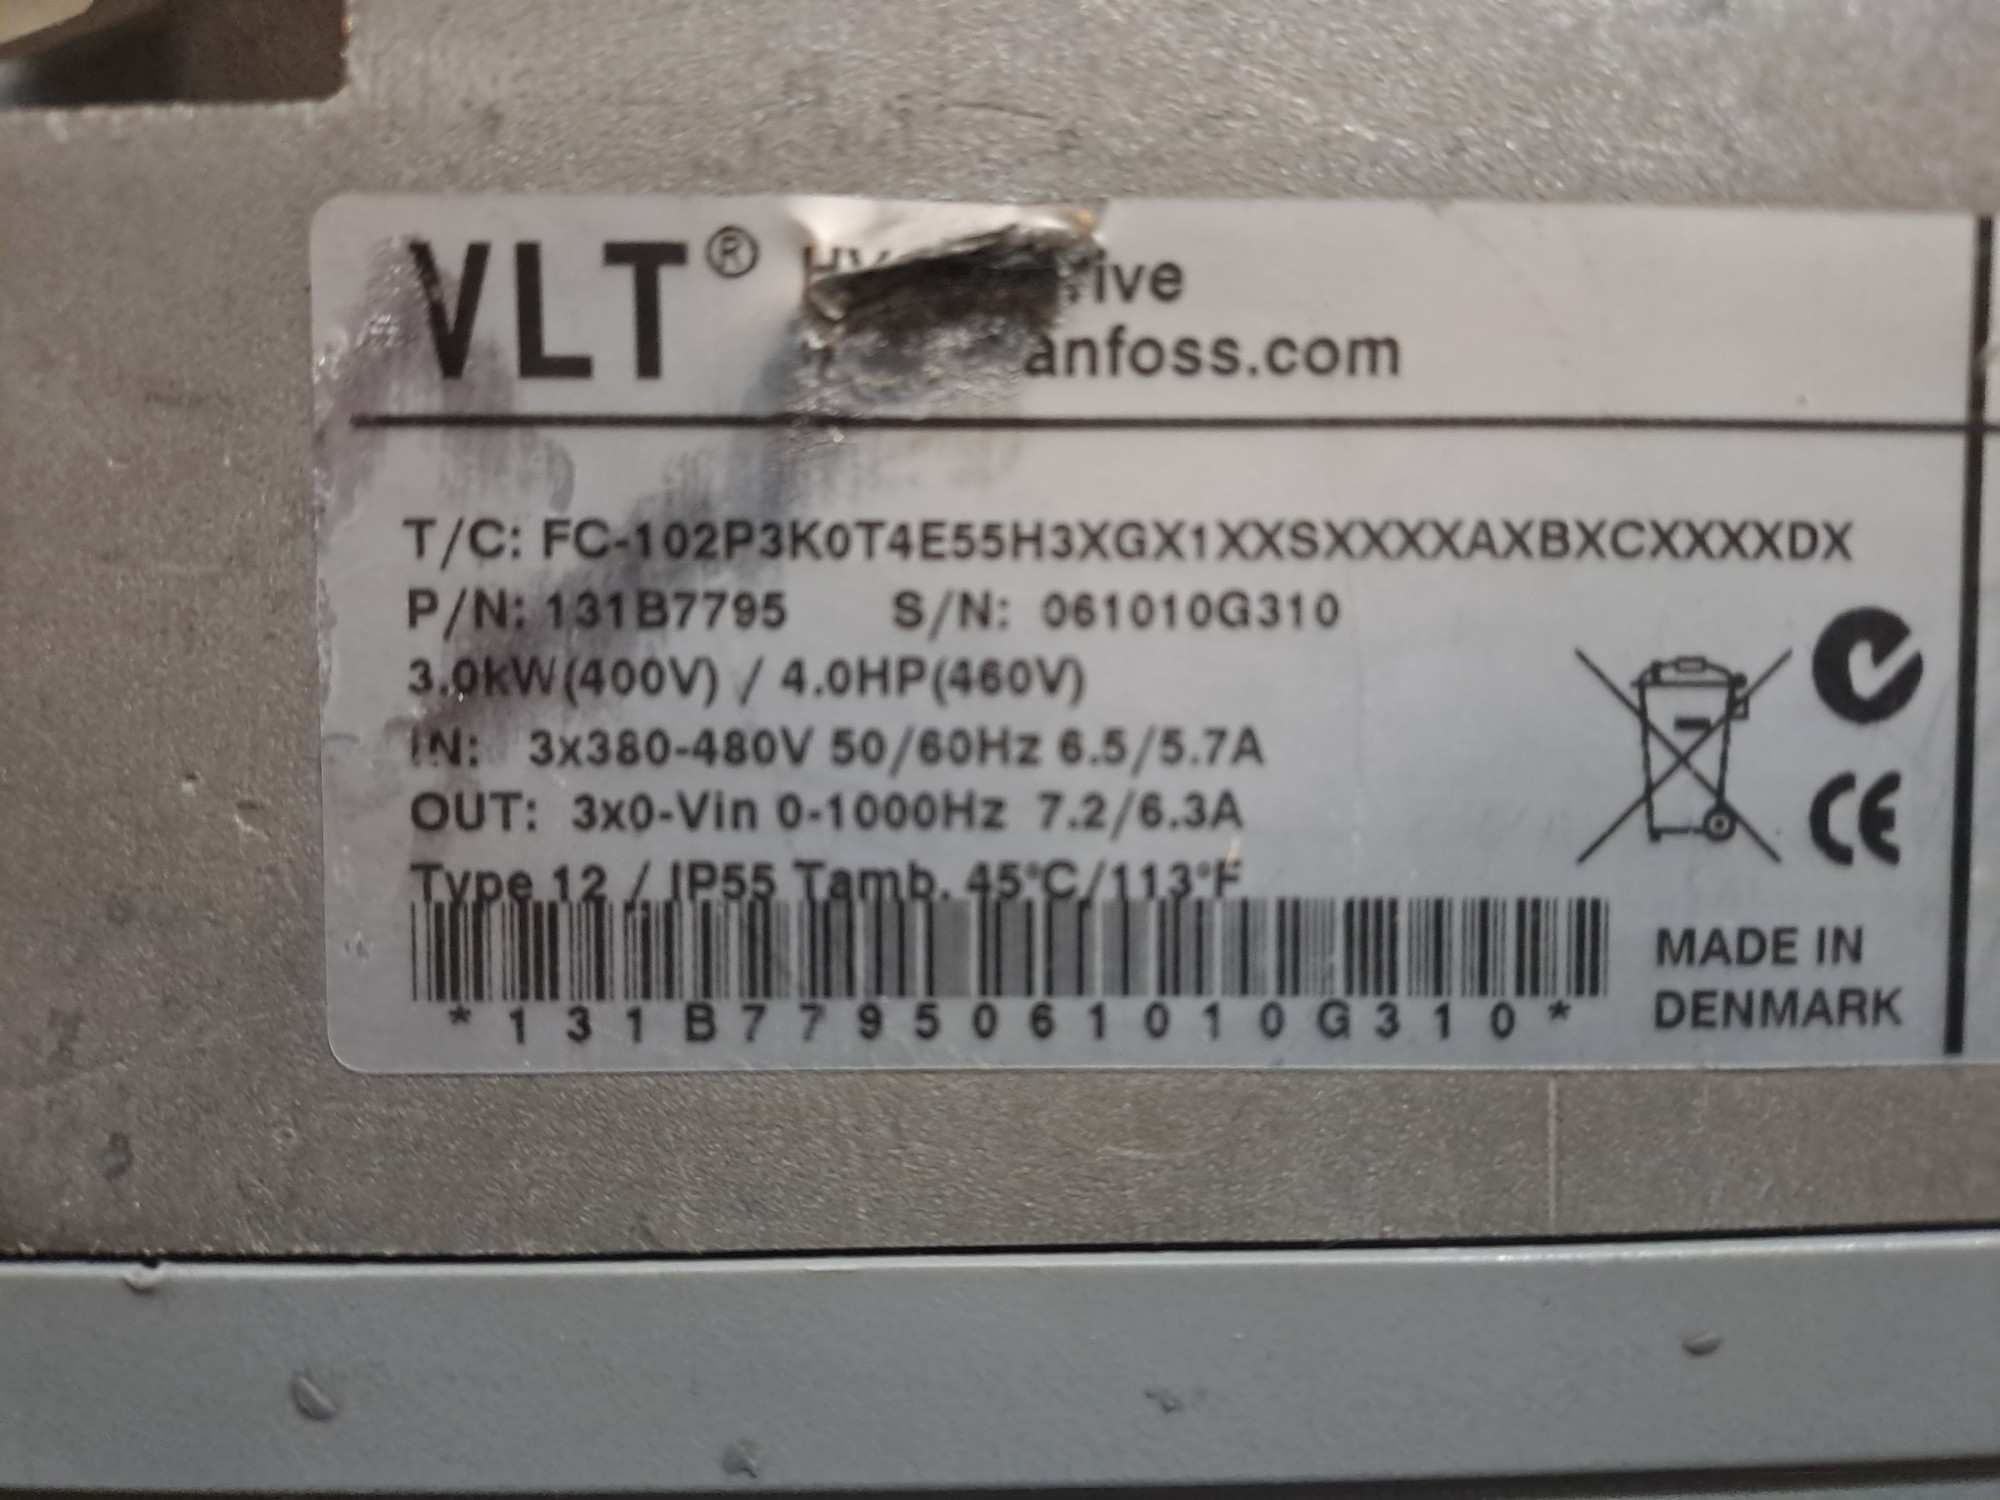 VLT®
anfoss.com
T/C: FC-102P3K0T4E55H3XGX1XXSXXXXAXBXCXXXXDX
P/N: 131B7795 S/N: 061010G310
3.0kW(400V) / 4.0HP(460V)
IN: 3x380-480V 50/60Hz 6.5/5.7A
OUT: 3x0-Vin 0-1000Hz 7.2/6.3A
Type 12 / IP55 Tamb. 45°C/113°F
*131B7795061010G310*
CE
MADE IN
DENMARK